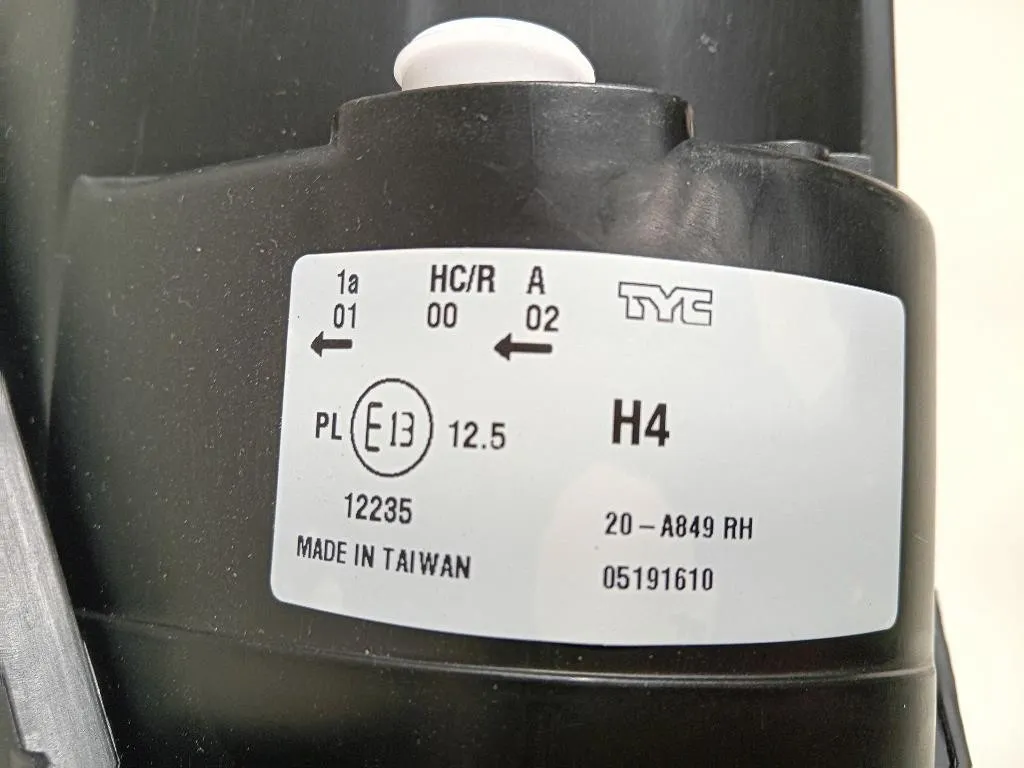 1a HC/R A TYC
01 00 02
PL E13 12.5 H4
12235
20 – A849 RH
MADE IN TAIWAN
05191610